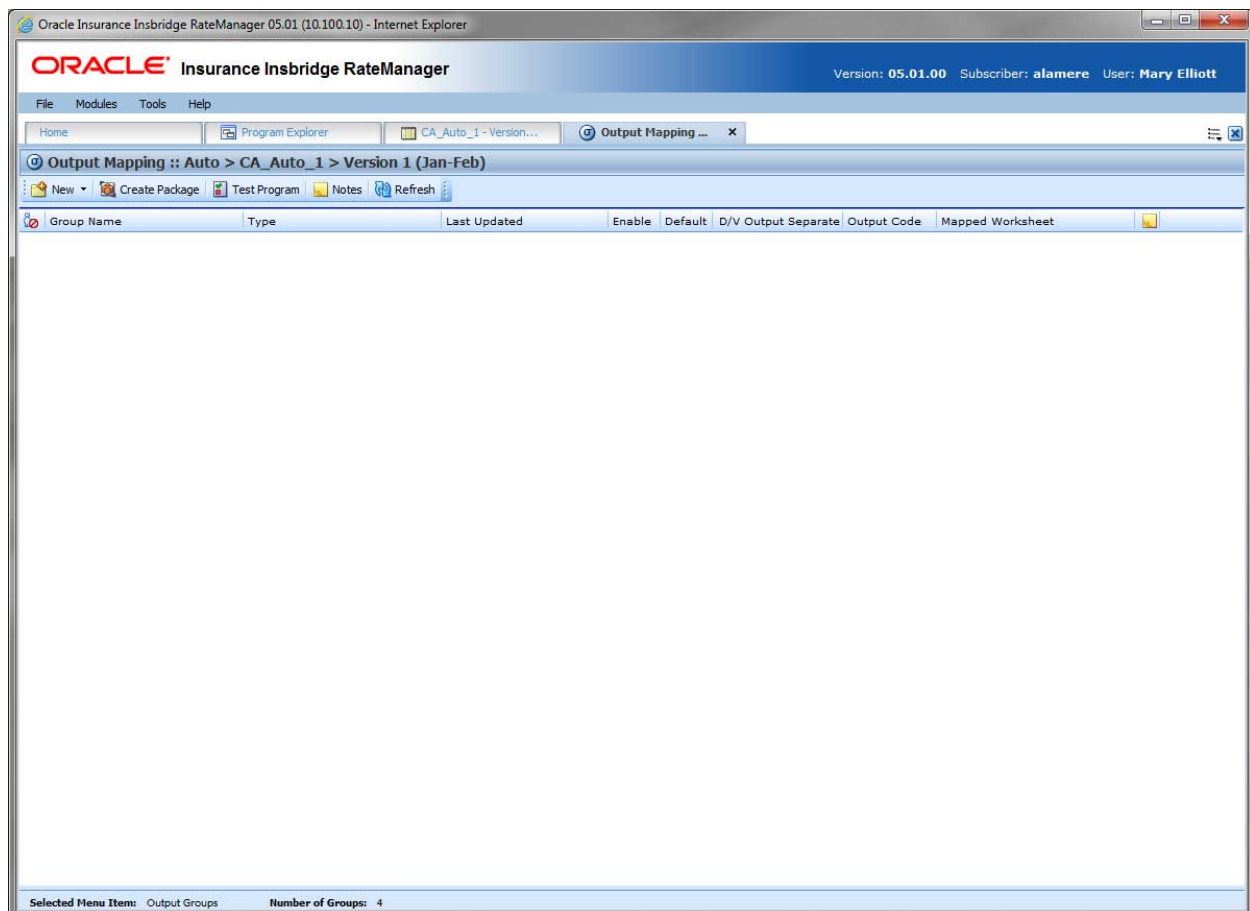 Oracle Insurance Insbridge RateManager 05.01 (10.100.10) - Internet Explorer
ORACLE Insurance Insbridge RateManager
Version: 05.01.00 Subscriber: alamere User: Mary Elliott
File Modules Tools Help
Home Program Explorer CA_Auto_1 - Version... Output Mapping ... x
Output Mapping :: Auto > CA_Auto_1 > Version 1 (Jan-Feb)
New Create Package Test Program Notes Refresh
Group Name Type Last Updated Enable Default D/V Output Separate Output Code Mapped Worksheet
Selected Menu Item: Output Groups Number of Groups: 4